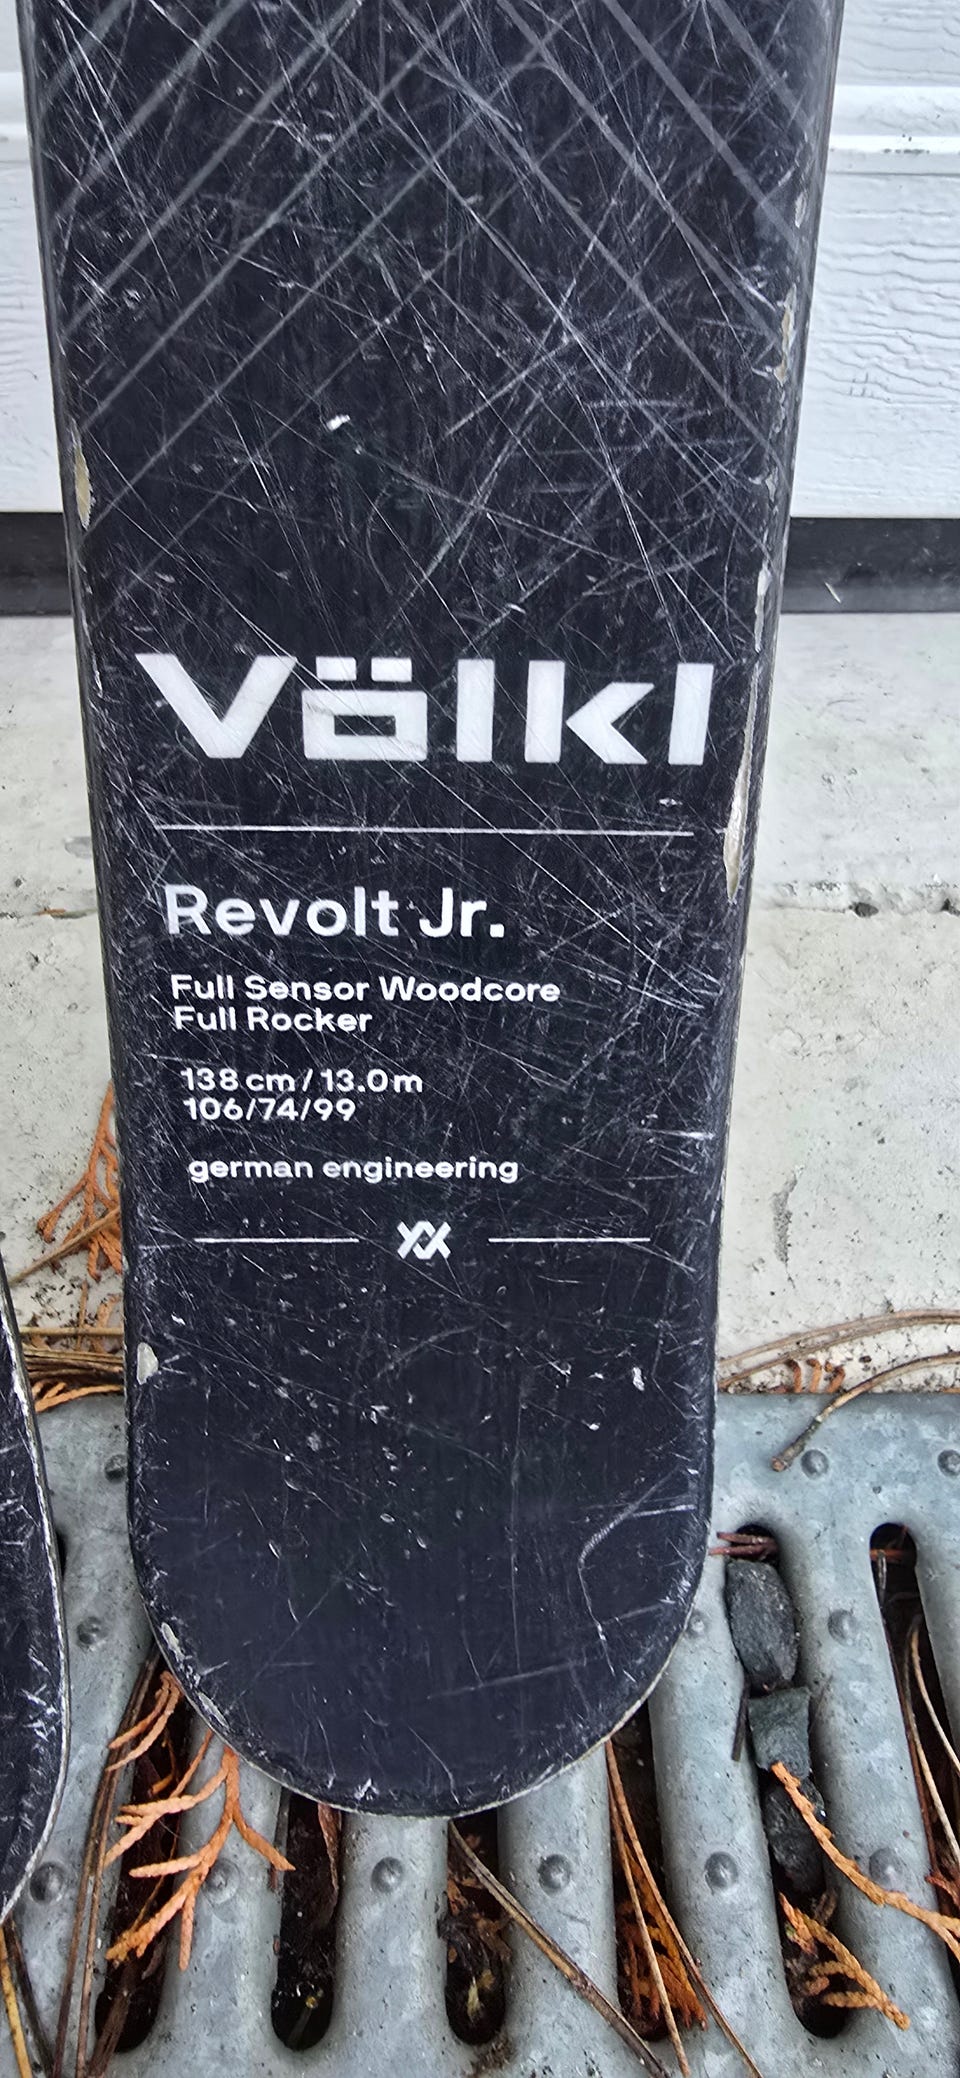 Völkl
Revolt Jr.
Full Sensor Woodcore
Full Rocker
138 cm / 13.0 m
106/74/99
german engineering